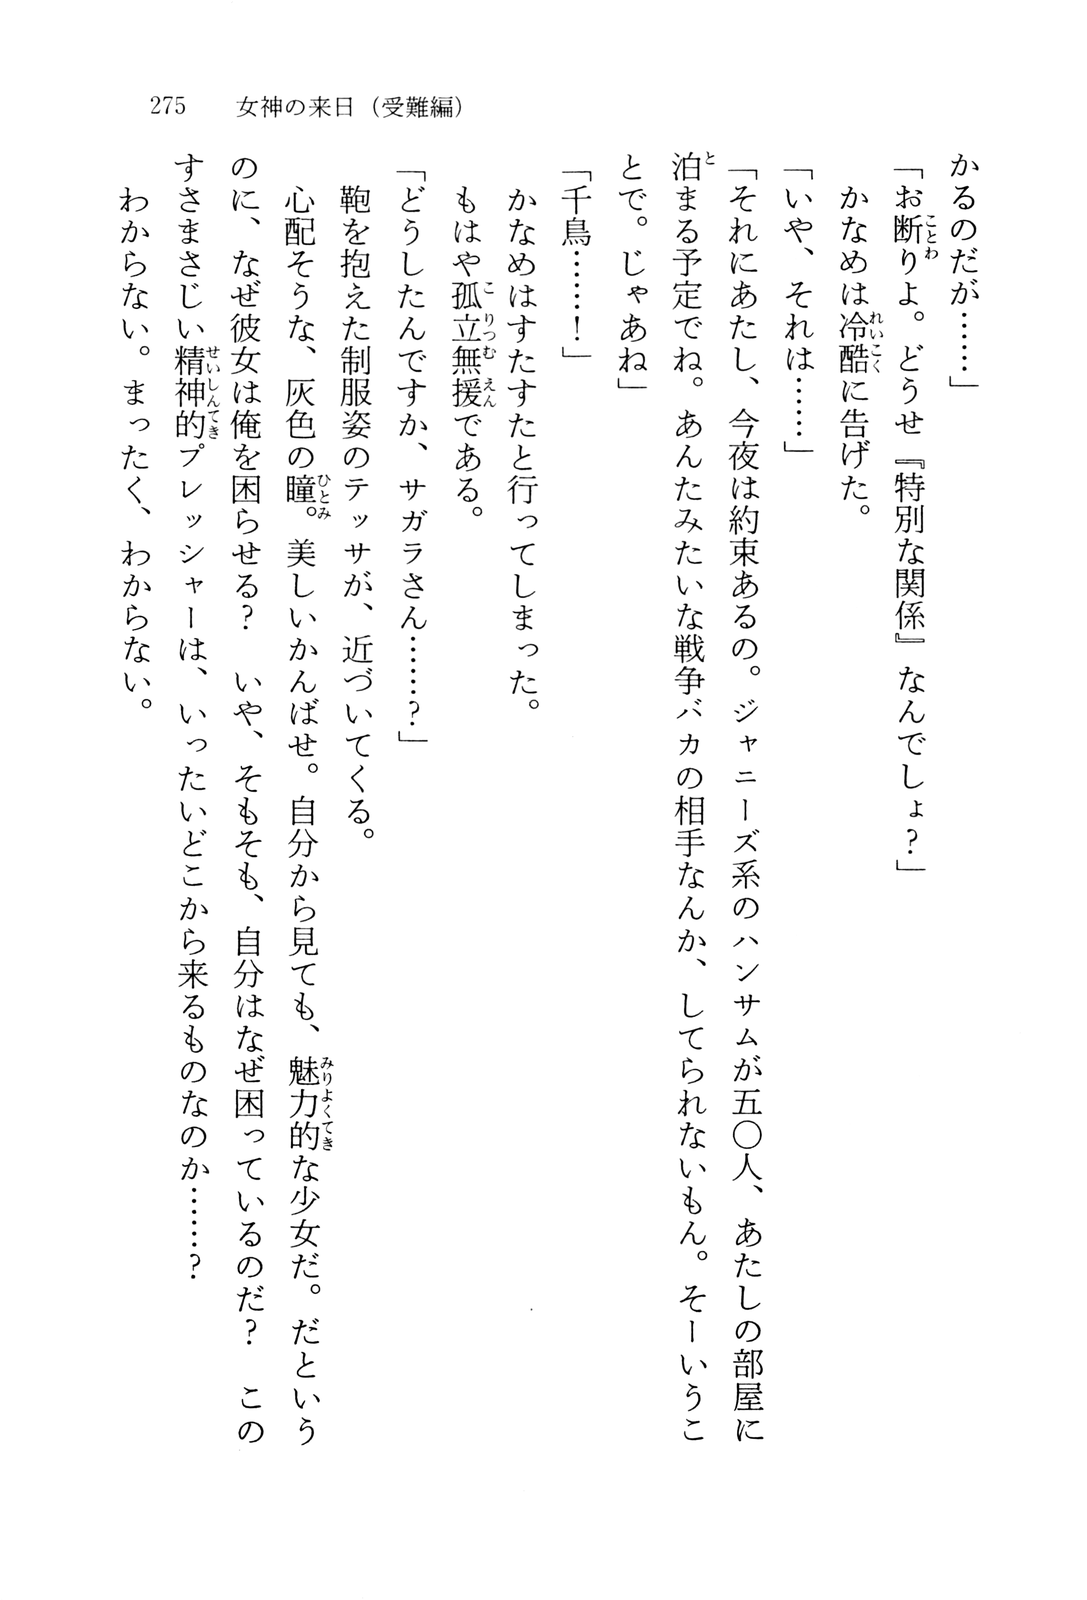 275　女神の来日（受難編）
かるのだが……」
「お断りよ。どうせ『特別な関係』なんでしょ？」
かなめは冷酷に告げた。
「いや、それは……」
「それにあたし、今夜は約束あるの。ジャニーズ系のハンサムが五〇人、あたしの部屋に
泊まる予定でね。あんたみたいな戦争バカの相手なんか、してられないもん。そーいうこ
とで。じゃあね」
「千鳥……！」
かなめはすたすたと行ってしまった。
もはや孤立無援である。
「どうしたんですか、サガラさん……？」
鞄を抱えた制服姿のテッサが、近づいてくる。
心配そうな、灰色の瞳。美しいかんばせ。自分から見ても、魅力的な少女だ。だという
のに、なぜ彼女は俺を困らせる？　いや、そもそも、自分はなぜ困っているのだ？　この
すさまさじい精神的プレッシャーは、いったいどこから来るものなのか……？
わからない。まったく、わからない。